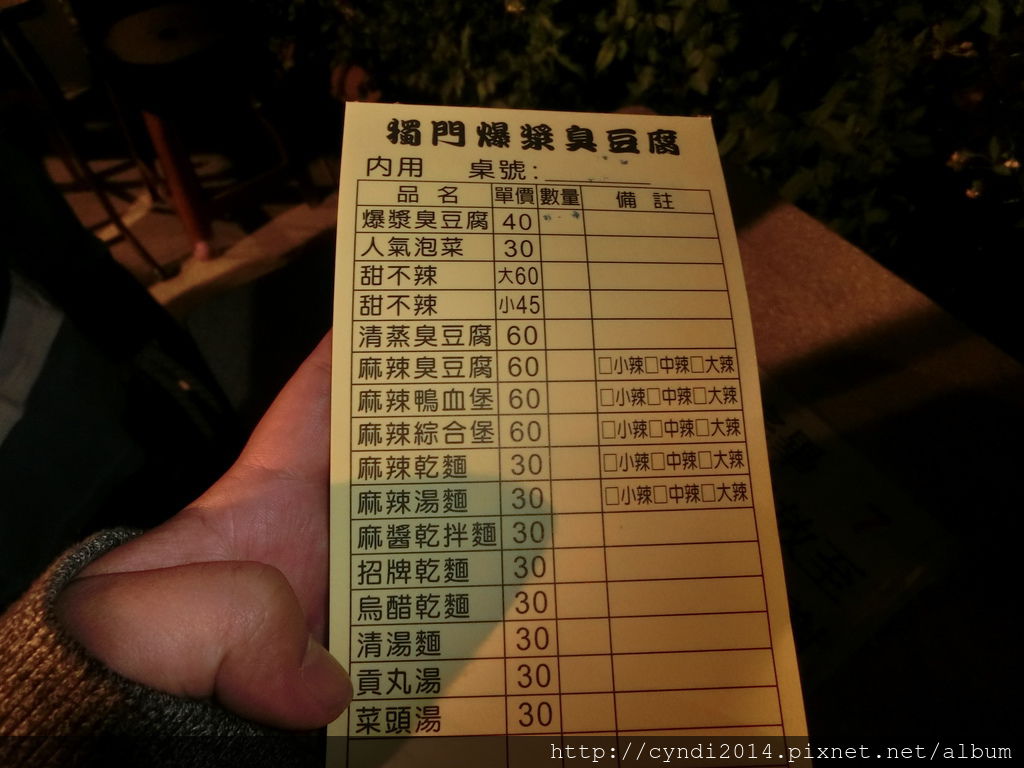 獨門爆漿臭豆腐
內用 桌號:
品名 單價 數量 備註
爆漿臭豆腐 40
人氣泡菜 30
甜不辣 大60
甜不辣 小45
清蒸臭豆腐 60
麻辣臭豆腐 60 □小辣□中辣□大辣
麻辣鴨血堡 60 □小辣□中辣□大辣
麻辣綜合堡 60 □小辣□中辣□大辣
麻辣乾麵 30 □小辣□中辣□大辣
麻辣湯麵 30 □小辣□中辣□大辣
麻醬乾拌麵 30
招牌乾麵 30
烏醋乾麵 30
清湯麵 30
貢丸湯 30
菜頭湯 30
http://cyndi2014.pixnet.net/album